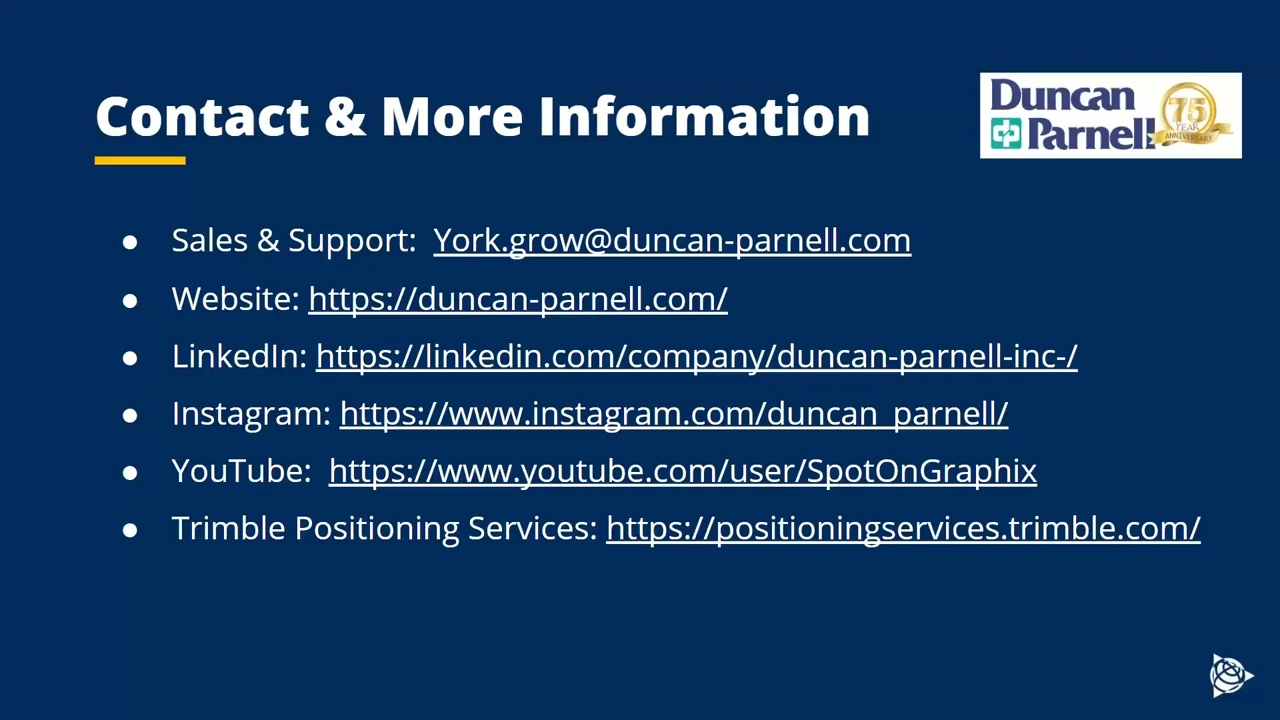 Contact & More Information
Duncan
Parnell
75
YEAR
ANNIVERSARY
● Sales & Support: York.grow@duncan-parnell.com
● Website: https://duncan-parnell.com/
● LinkedIn: https://linkedin.com/company/duncan-parnell-inc-/
● Instagram: https://www.instagram.com/duncan_parnell/
● YouTube: https://www.youtube.com/user/SpotOnGraphix
● Trimble Positioning Services: https://positioningservices.trimble.com/